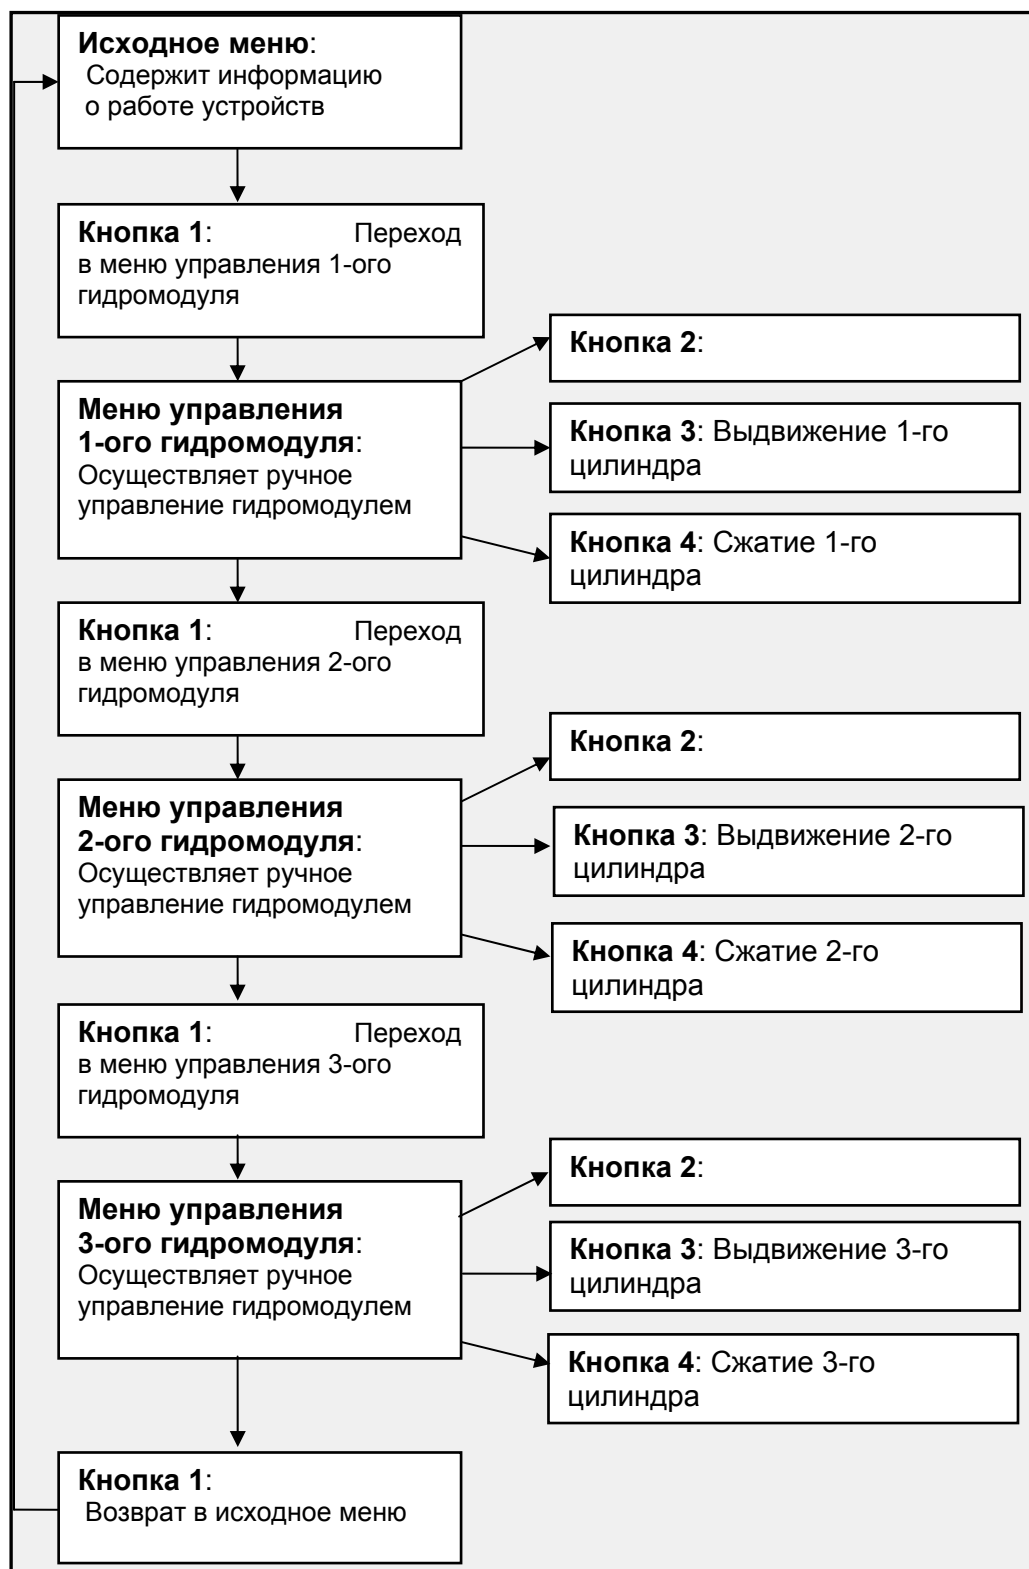 Исходное меню:
Содержит информацию
о работе устройств
Кнопка 1: Переход
в меню управления 1-ого
гидромодуля
Меню управления
1-ого гидромодуля:
Осуществляет ручное
управление гидромодулем
Кнопка 2:
Кнопка 3: Выдвижение 1-го
цилиндра
Кнопка 4: Сжатие 1-го
цилиндра
Кнопка 1: Переход
в меню управления 2-ого
гидромодуля
Меню управления
2-ого гидромодуля:
Осуществляет ручное
управление гидромодулем
Кнопка 2:
Кнопка 3: Выдвижение 2-го
цилиндра
Кнопка 4: Сжатие 2-го
цилиндра
Кнопка 1: Переход
в меню управления 3-ого
гидромодуля
Меню управления
3-ого гидромодуля:
Осуществляет ручное
управление гидромодулем
Кнопка 2:
Кнопка 3: Выдвижение 3-го
цилиндра
Кнопка 4: Сжатие 3-го
цилиндра
Кнопка 1:
Возврат в исходное меню